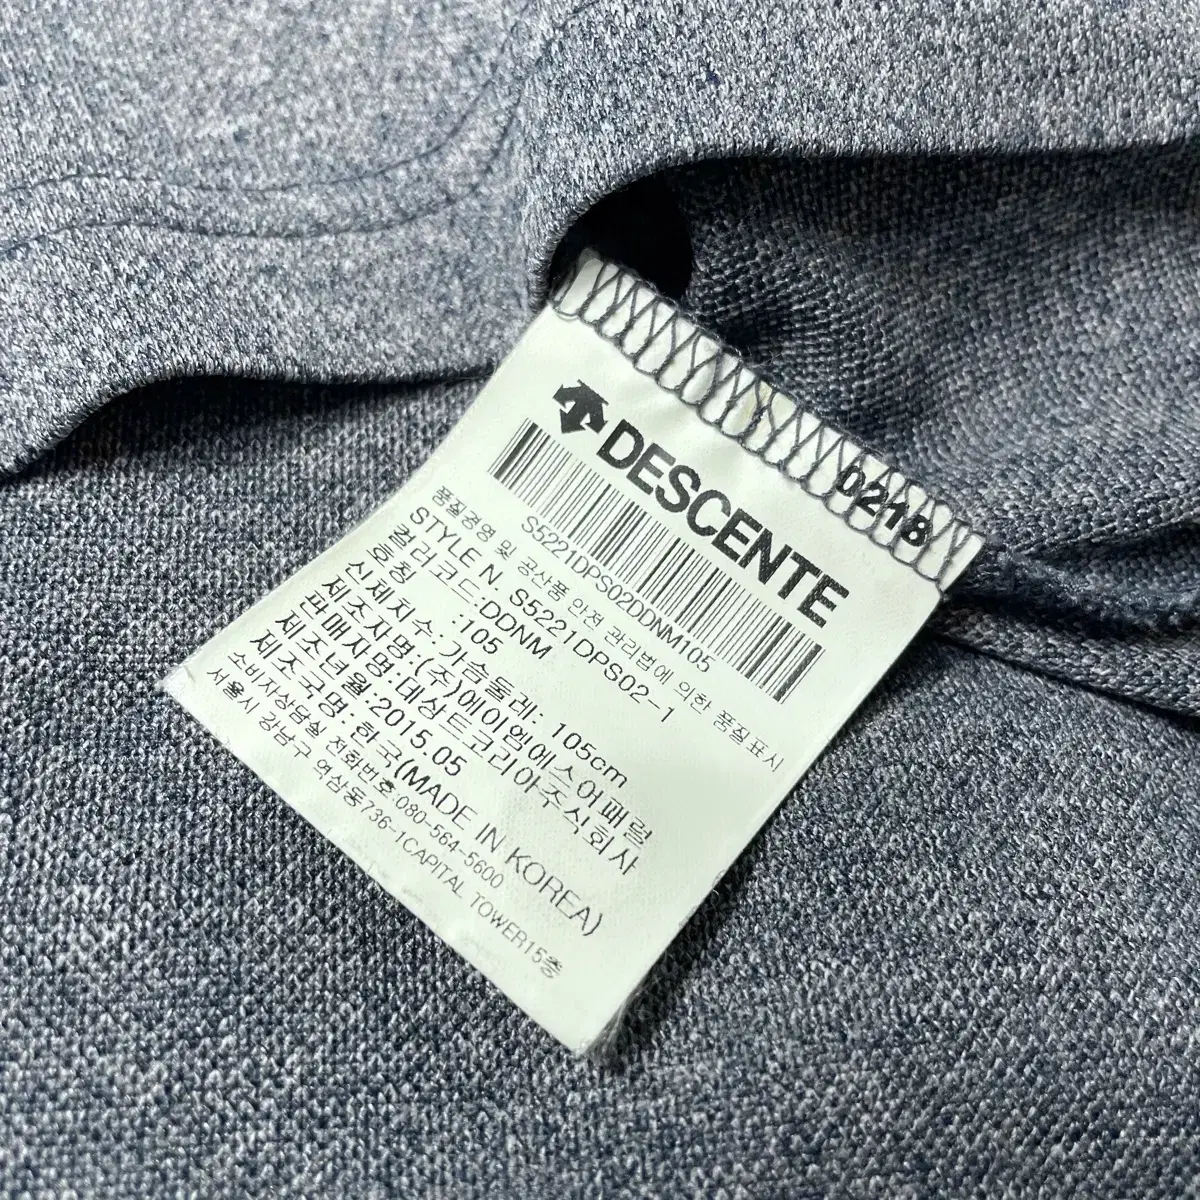 0218
DESCENTE
S5221DPS02DDNM105
품질경영 및 공산품 안전 관리법에 의한 품질표시
STYLE N. S5221DPS02-1
컬러코드:DDNM
호칭 :105
신체치수:가슴둘레: 105cm
제조자명:(주)에이엠에스어패럴
판매자명:데상트코리아주식회사
제조년월:2015.05
제조국명:한국(MADE IN KOREA)
소비자상담실 전화번호:080-564-5600
서울시 강남구 역삼동736-1CAPITAL TOWER15층